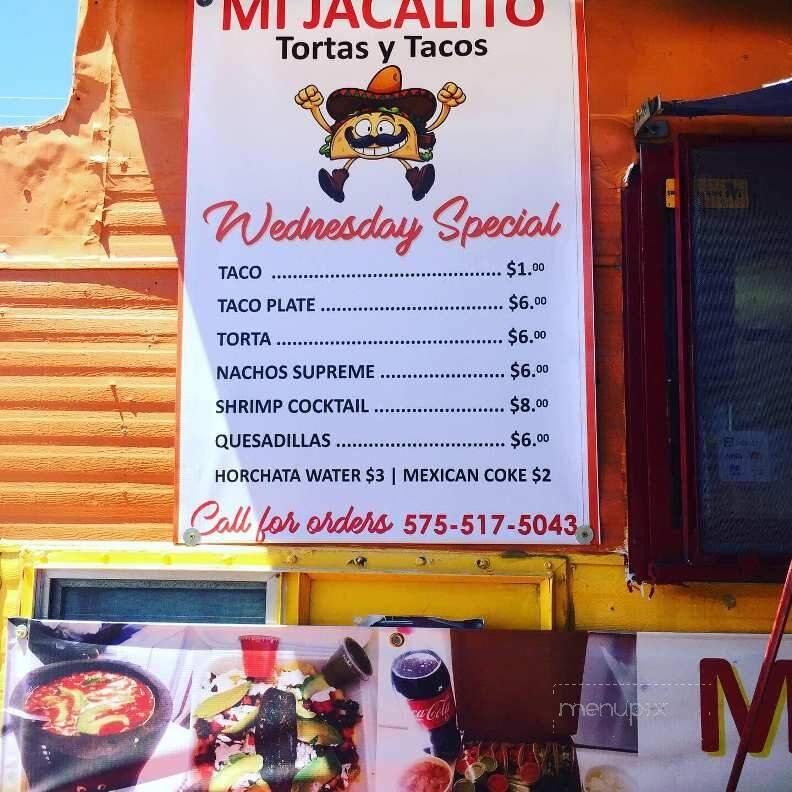 MI JACALITO
Tortas y Tacos
Wednesday Special
TACO ............................................ $1.00
TACO PLATE ................................... $6.00
TORTA ........................................... $6.00
NACHOS SUPREME ........................ $6.00
SHRIMP COCKTAIL ......................... $8.00
QUESADILLAS ................................ $6.00
HORCHATA WATER $3 | MEXICAN COKE $2
Call for orders 575-517-5043
Coca-Cola
menupix
M